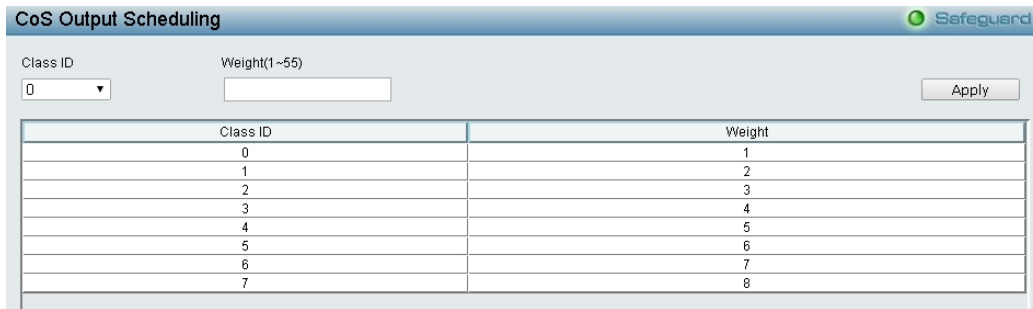 CoS Output Scheduling Safeguard
Class ID Weight(1~55)
0 Apply
Class ID Weight
0 1
1 2
2 3
3 4
4 5
5 6
6 7
7 8